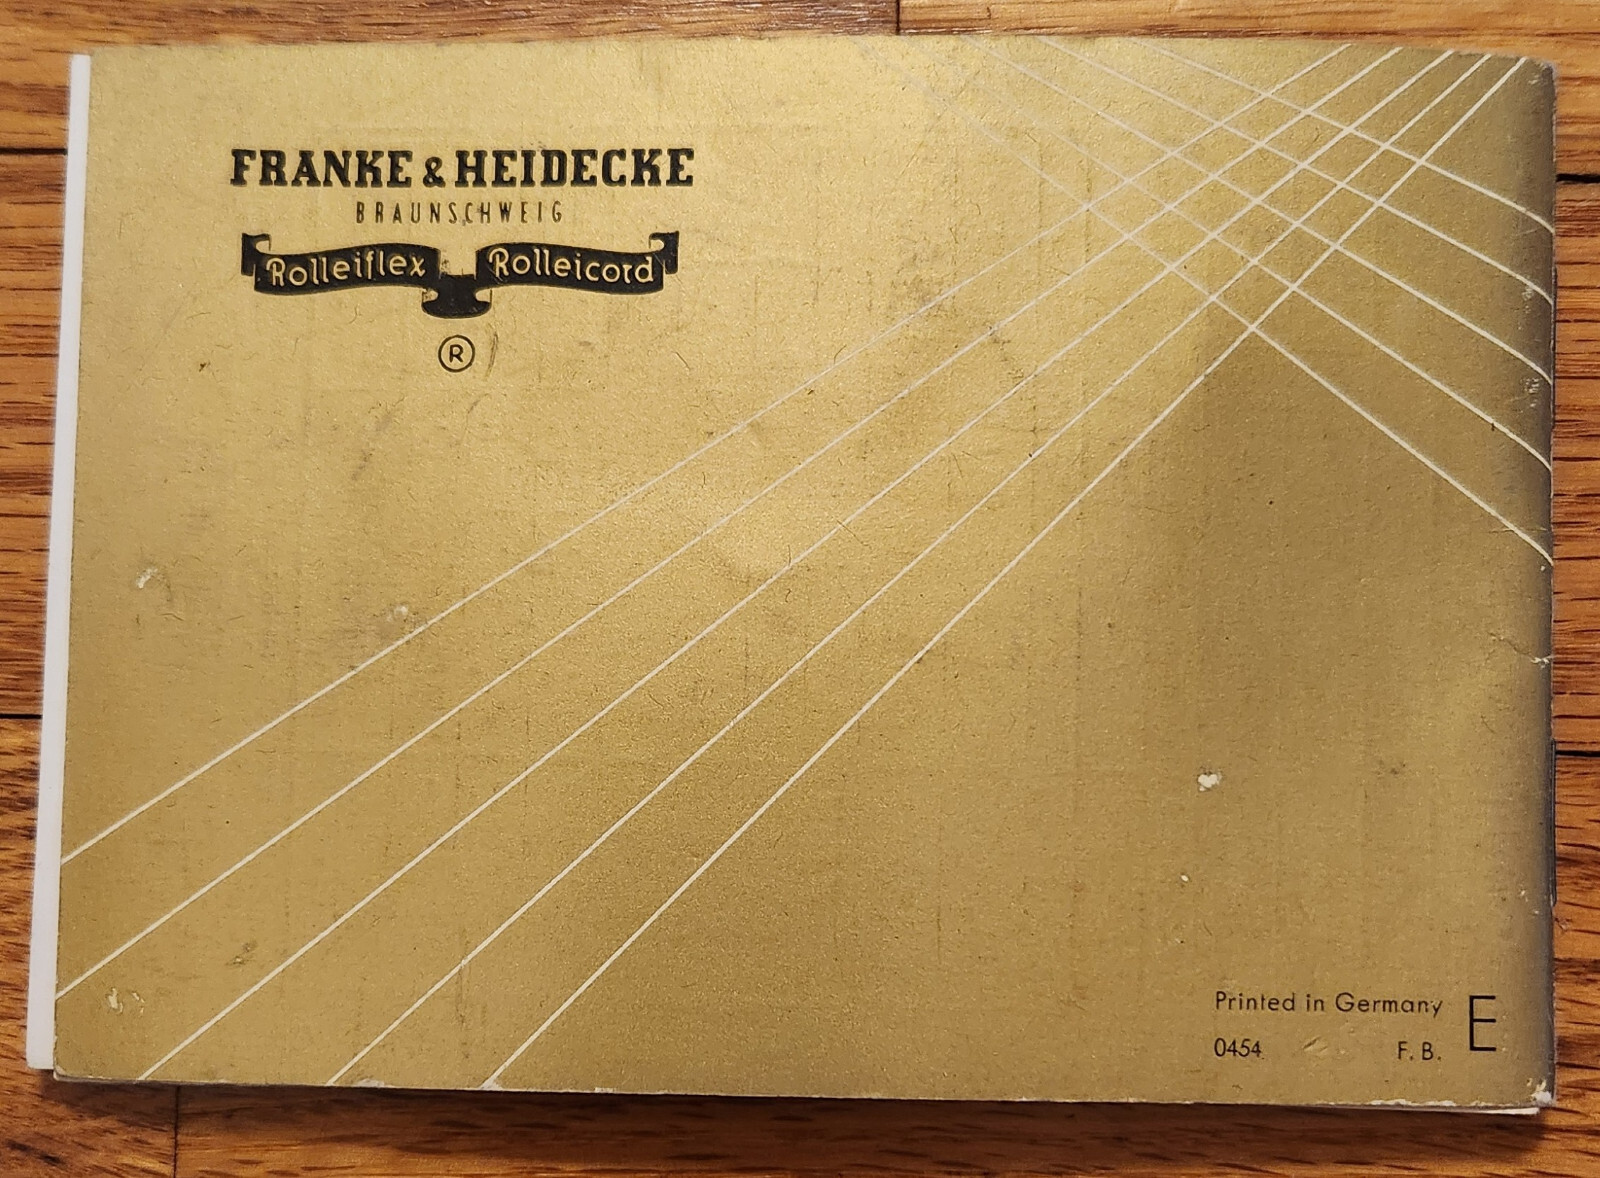 FRANKE & HEIDECKE
BRAUNSCHWEIG
Rolleiflex Rolleicord
®
Printed in Germany E
0454 F. B.